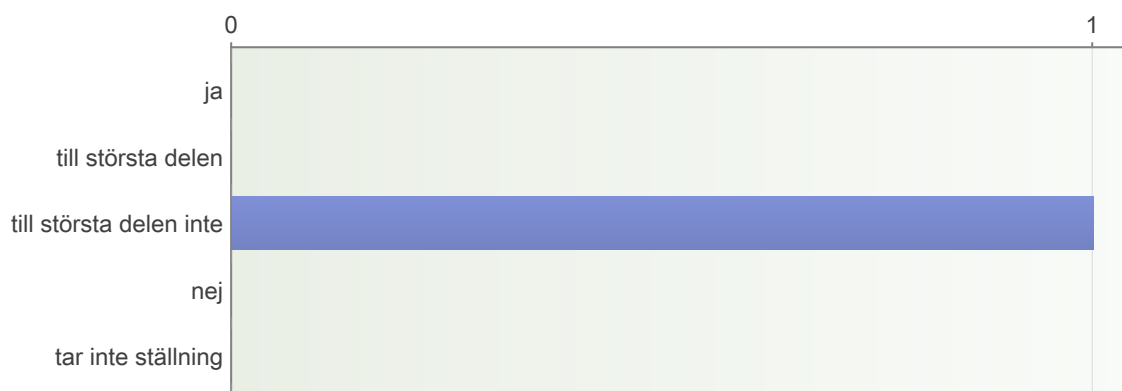 0 1
ja
till största delen
till största delen inte
nej
tar inte ställning